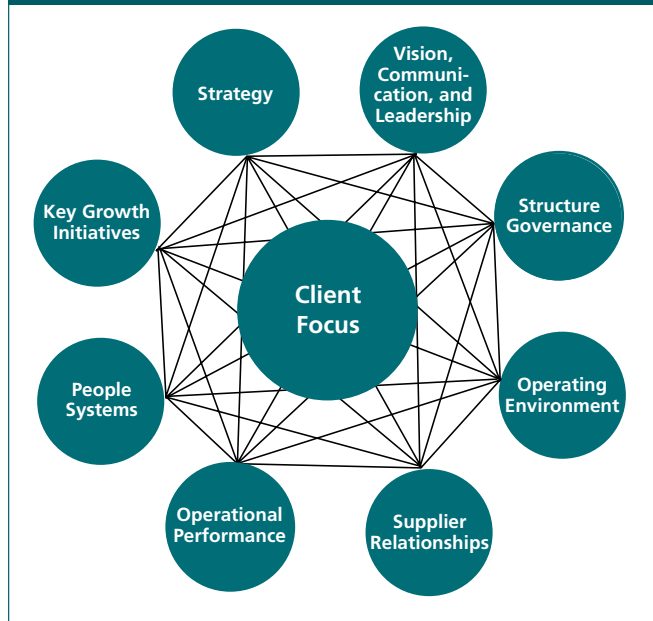 Strategy
Vision,
Communi-
cation, and
Leadership
Key Growth
Initiatives
Structure
Governance
Client
Focus
People
Systems
Operating
Environment
Operational
Performance
Supplier
Relationships